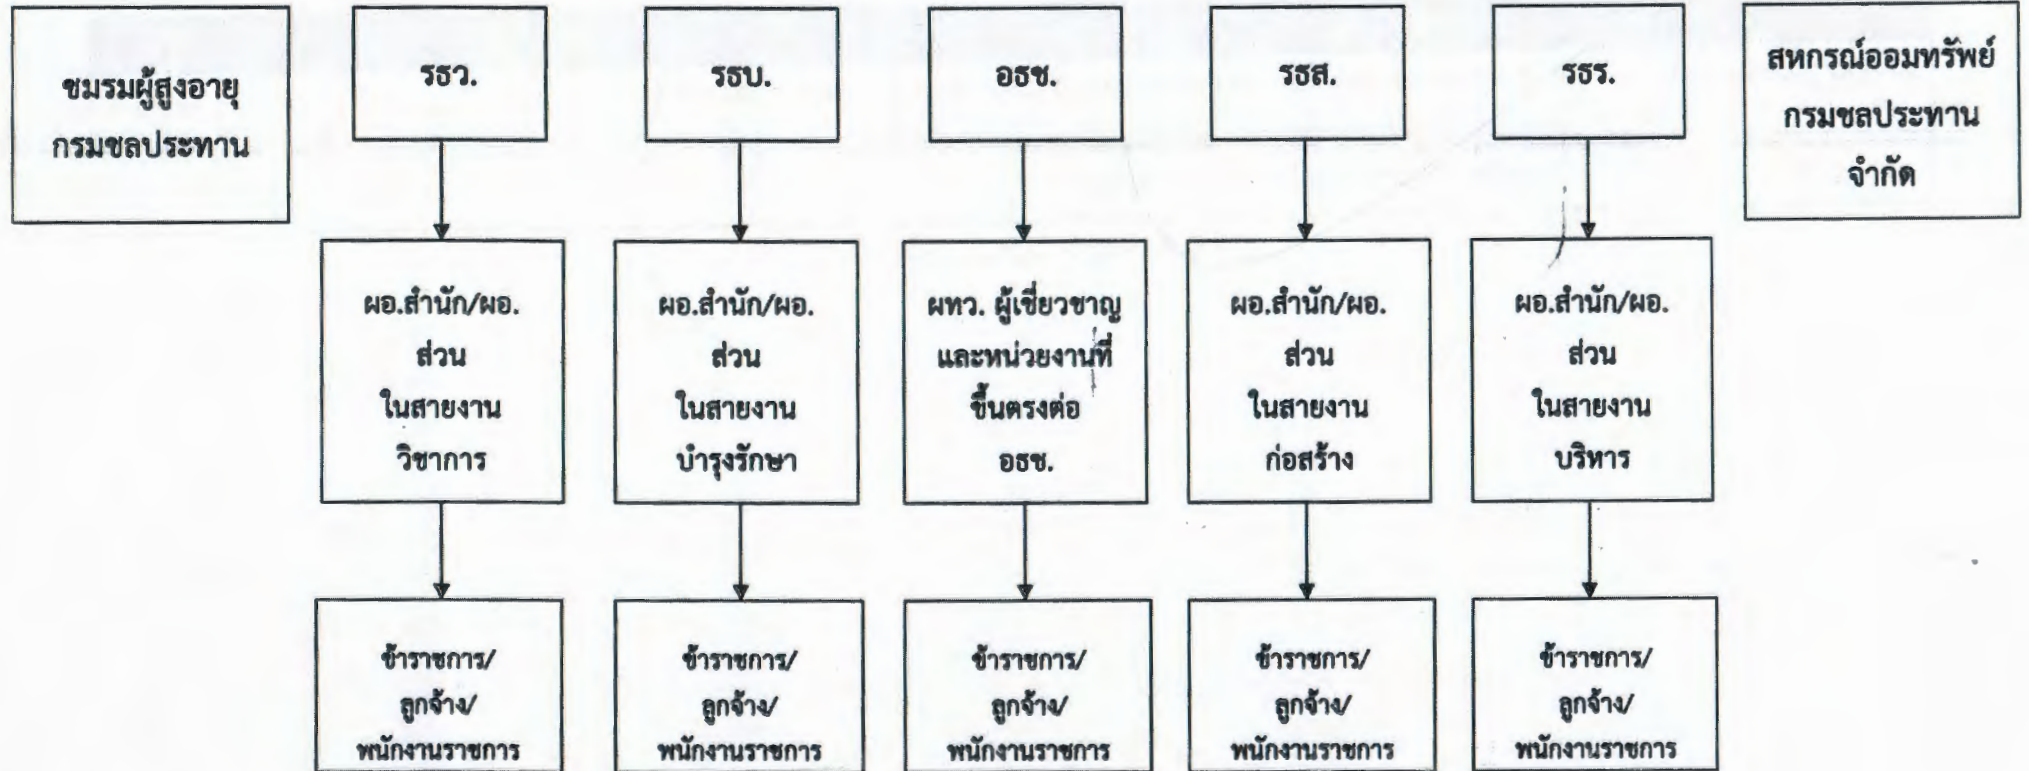 ชมรมผู้สูงอายุ
กรมชลประทาน
รธว.
รธบ.
อธช.
รธส.
รธร.
สหกรณ์ออมทรัพย์
กรมชลประทาน
จำกัด
ผอ.สำนัก/ผอ.
ส่วน
ในสายงาน
วิชาการ
ผอ.สำนัก/ผอ.
ส่วน
ในสายงาน
บำรุงรักษา
ผทว. ผู้เชี่ยวชาญ
และหน่วยงานที่
ขึ้นตรงต่อ
อธช.
ผอ.สำนัก/ผอ.
ส่วน
ในสายงาน
ก่อสร้าง
ผอ.สำนัก/ผอ.
ส่วน
ในสายงาน
บริหาร
ข้าราชการ/
ลูกจ้าง/
พนักงานราชการ
ข้าราชการ/
ลูกจ้าง/
พนักงานราชการ
ข้าราชการ/
ลูกจ้าง/
พนักงานราชการ
ข้าราชการ/
ลูกจ้าง/
พนักงานราชการ
ข้าราชการ/
ลูกจ้าง/
พนักงานราชการ